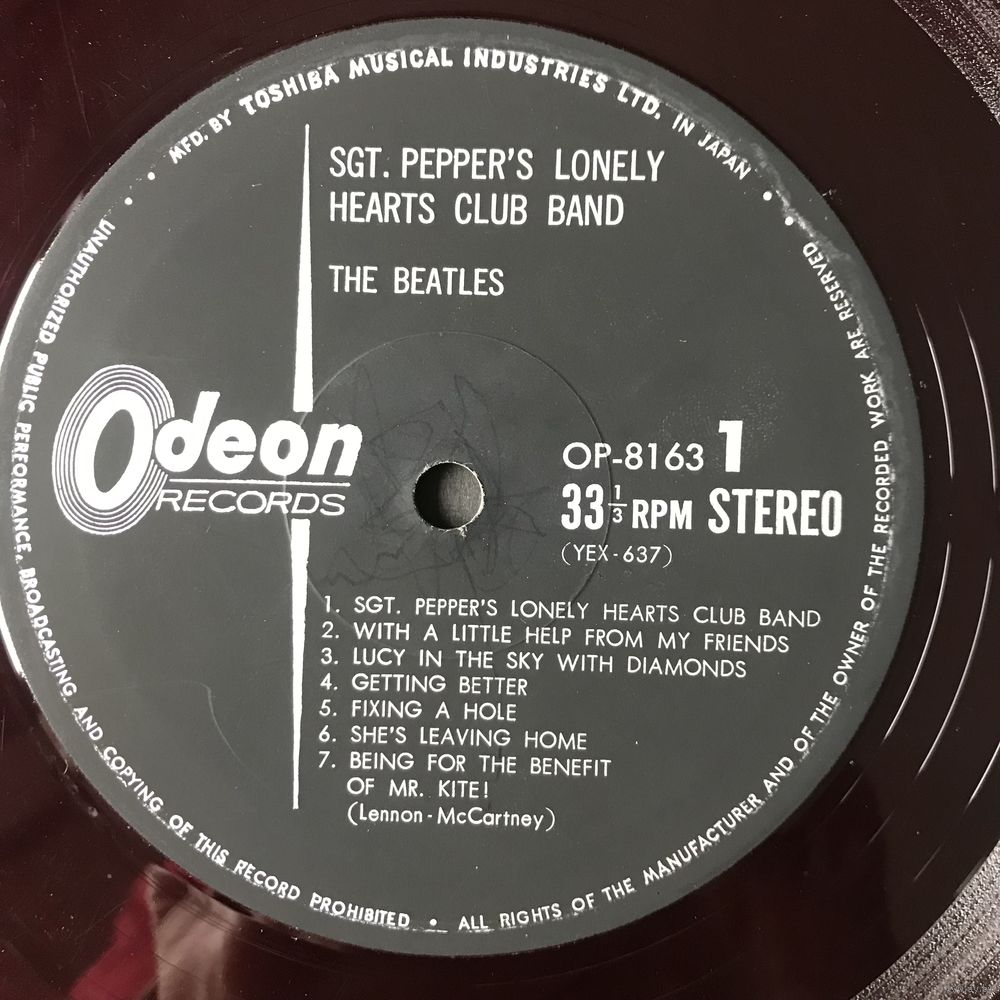 MFD. BY TOSHIBA MUSICAL INDUSTRIES LTD. IN JAPAN
SGT. PEPPER'S LONELY
HEARTS CLUB BAND
THE BEATLES
Odeon
RECORDS
OP-8163 1
33 1/3 RPM STEREO
(YEX-637)
1. SGT. PEPPER'S LONELY HEARTS CLUB BAND
2. WITH A LITTLE HELP FROM MY FRIENDS
3. LUCY IN THE SKY WITH DIAMONDS
4. GETTING BETTER
5. FIXING A HOLE
6. SHE'S LEAVING HOME
7. BEING FOR THE BENEFIT
OF MR. KITE!
(Lennon-McCartney)
UNAUTHORIZED PUBLIC PERFORMANCE, BROADCASTING AND COPYING OF THIS RECORD PROHIBITED • ALL RIGHTS OF THE MANUFACTURER AND OF THE OWNER OF THE RECORDED WORK ARE RESERVED